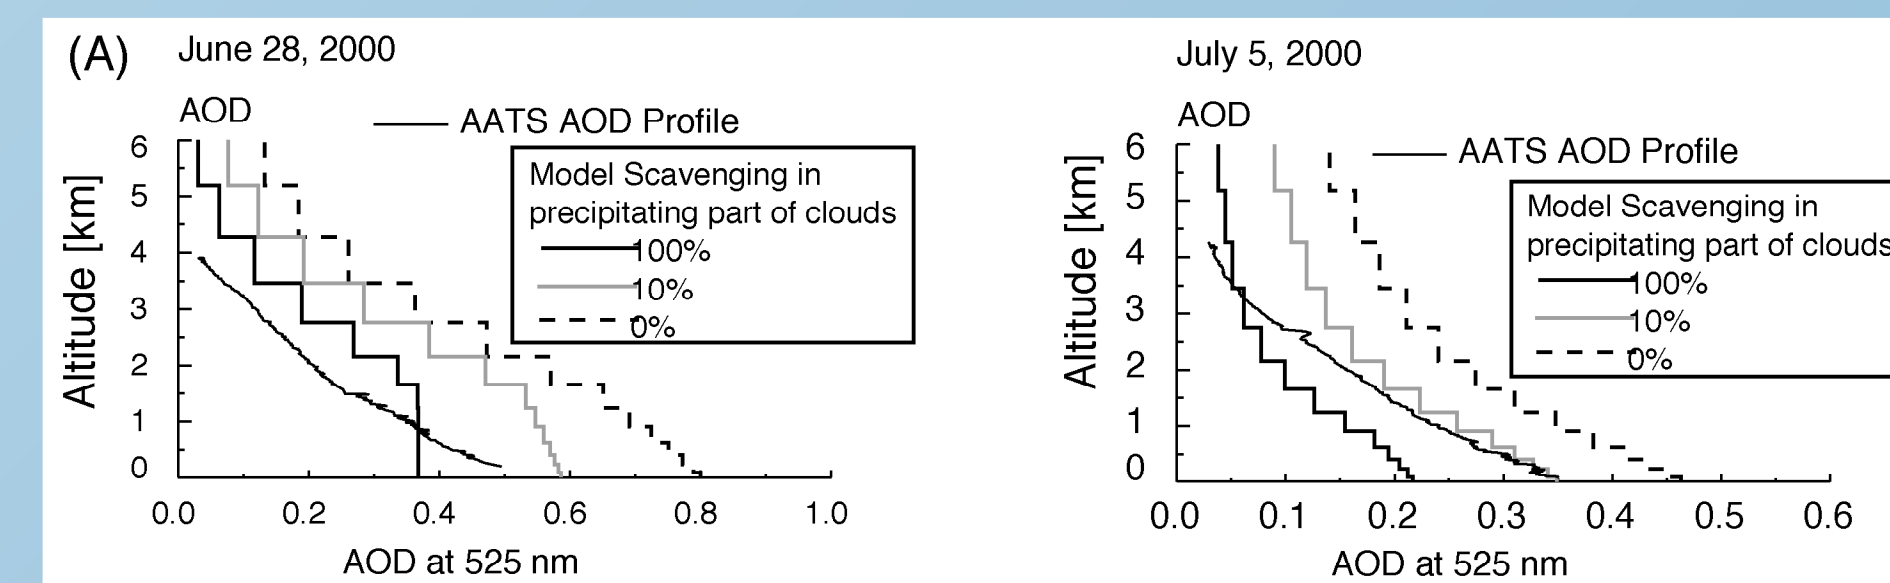 (A) June 28, 2000
AOD
AATS AOD Profile
Model Scavenging in
precipitating part of clouds
100%
10%
0%
Altitude [km]
6
5
4
3
2
1
0
0.0 0.2 0.4 0.6 0.8 1.0
AOD at 525 nm
July 5, 2000
AOD
AATS AOD Profile
Model Scavenging in
precipitating part of clouds
100%
10%
0%
Altitude [km]
6
5
4
3
2
1
0
0.0 0.1 0.2 0.3 0.4 0.5 0.6
AOD at 525 nm